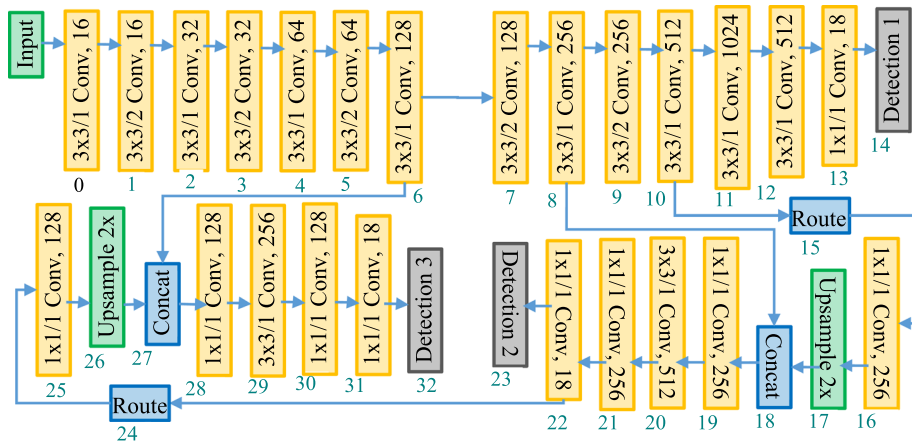 Input
3x3/1 Conv, 16
0
3x3/2 Conv, 16
1
3x3/1 Conv, 32
2
3x3/2 Conv, 32
3
3x3/1 Conv, 64
4
3x3/2 Conv, 64
5
3x3/1 Conv, 128
6
3x3/2 Conv, 128
7
3x3/1 Conv, 256
8
3x3/2 Conv, 256
9
3x3/1 Conv, 512
10
3x3/1 Conv, 1024
11
3x3/1 Conv, 512
12
1x1/1 Conv, 18
13
Detection 1
14
Route
15
1x1/1 Conv, 256
16
Upsample 2x
17
Concat
18
1x1/1 Conv, 256
19
3x3/1 Conv, 512
20
1x1/1 Conv, 256
21
1x1/1 Conv, 18
22
Detection 2
23
Route
24
1x1/1 Conv, 128
25
Upsample 2x
26
Concat
27
1x1/1 Conv, 128
28
3x3/1 Conv, 256
29
1x1/1 Conv, 128
30
1x1/1 Conv, 18
31
Detection 3
32